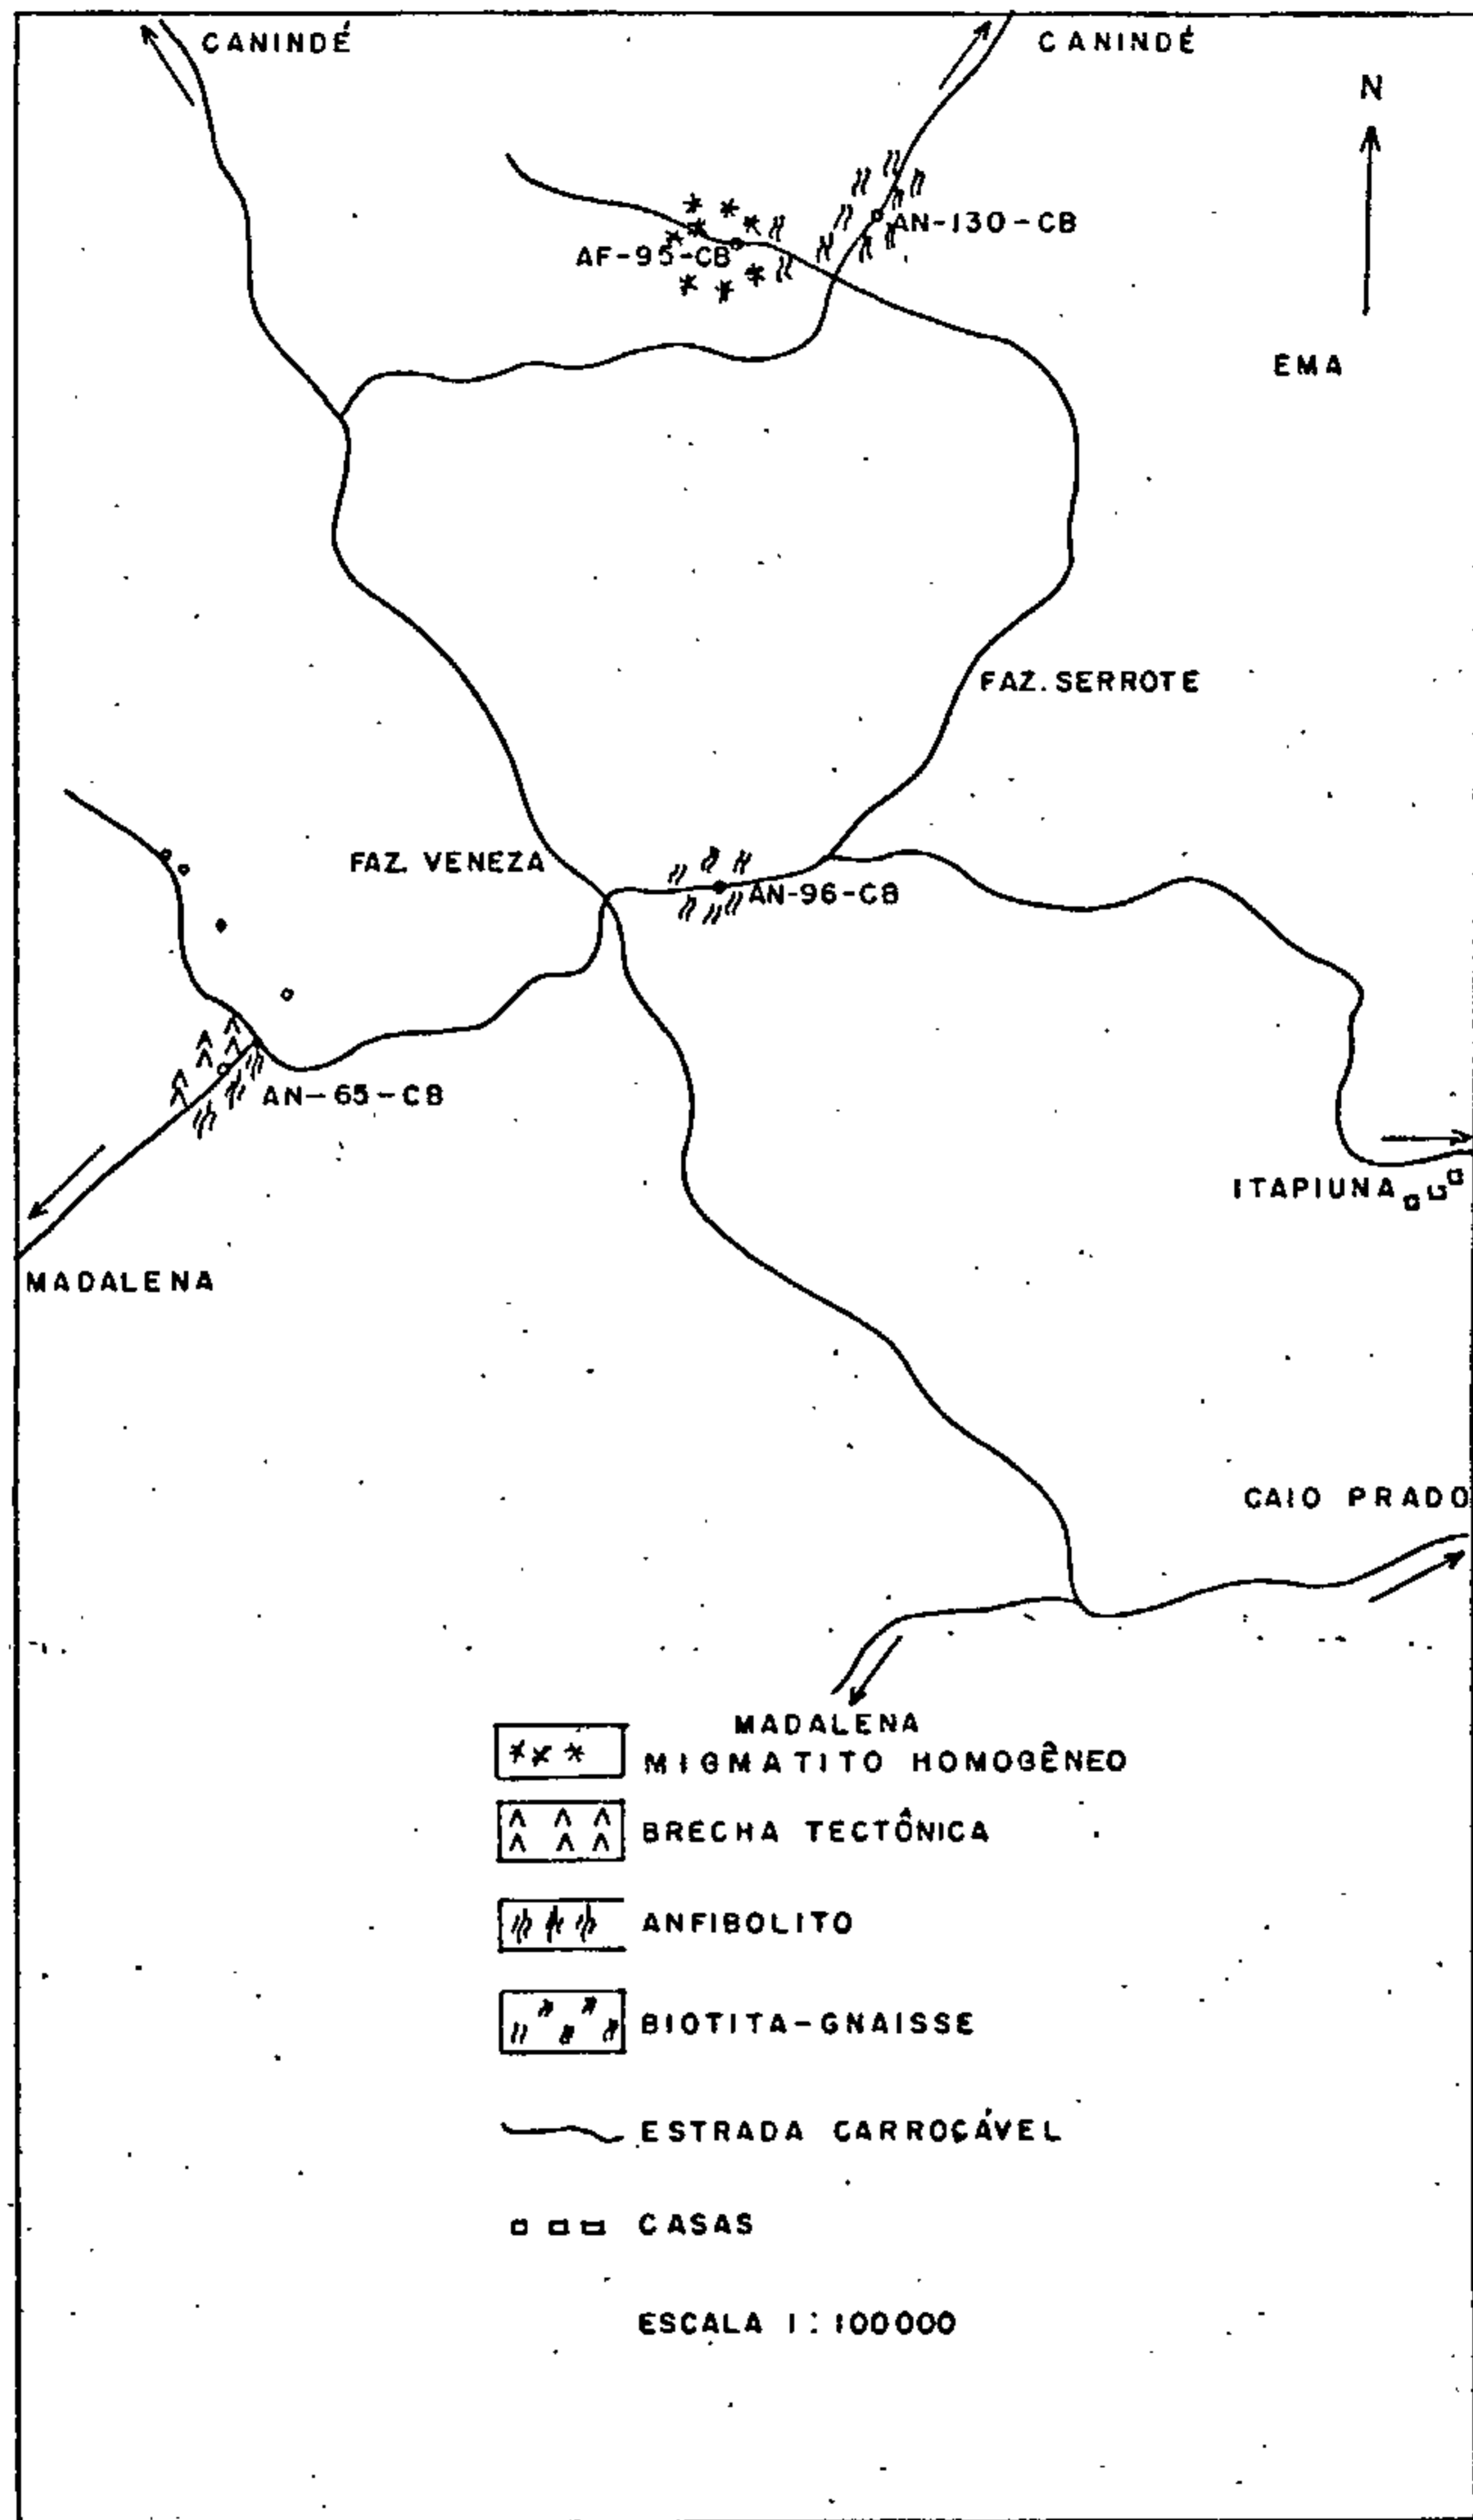 CANINDÉ
CANINDÉ
N
AN-130-CB
AF-95-CB
EMA
FAZ. SERROTE
FAZ. VENEZA
AN-96-CB
AN-65-CB
ITAPIUNA
MADALENA
CAIO PRADO
MADALENA
MIGMATITO HOMOGÊNEO
BRECHA TECTÔNICA
ANFIBOLITO
BIOTITA-GNAISSE
ESTRADA CARROÇÁVEL
CASAS
ESCALA 1:100000